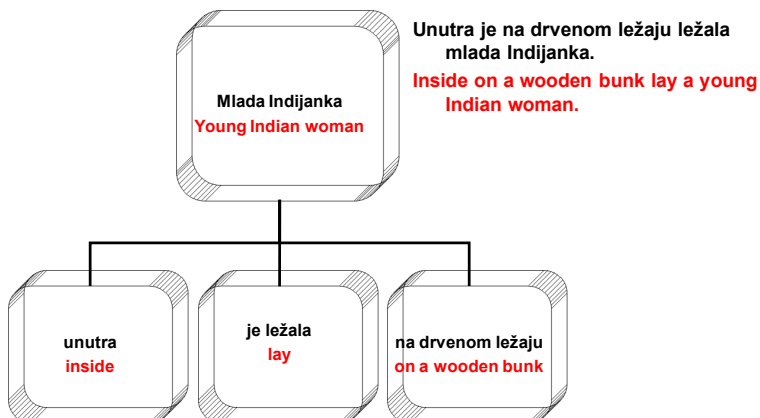 Unutra je na drvenom ležaju ležala
mlada Indijanka.
Inside on a wooden bunk lay a young
Indian woman.
Mlada Indijanka
Young Indian woman
unutra
inside
je ležala
lay
na drvenom ležaju
on a wooden bunk